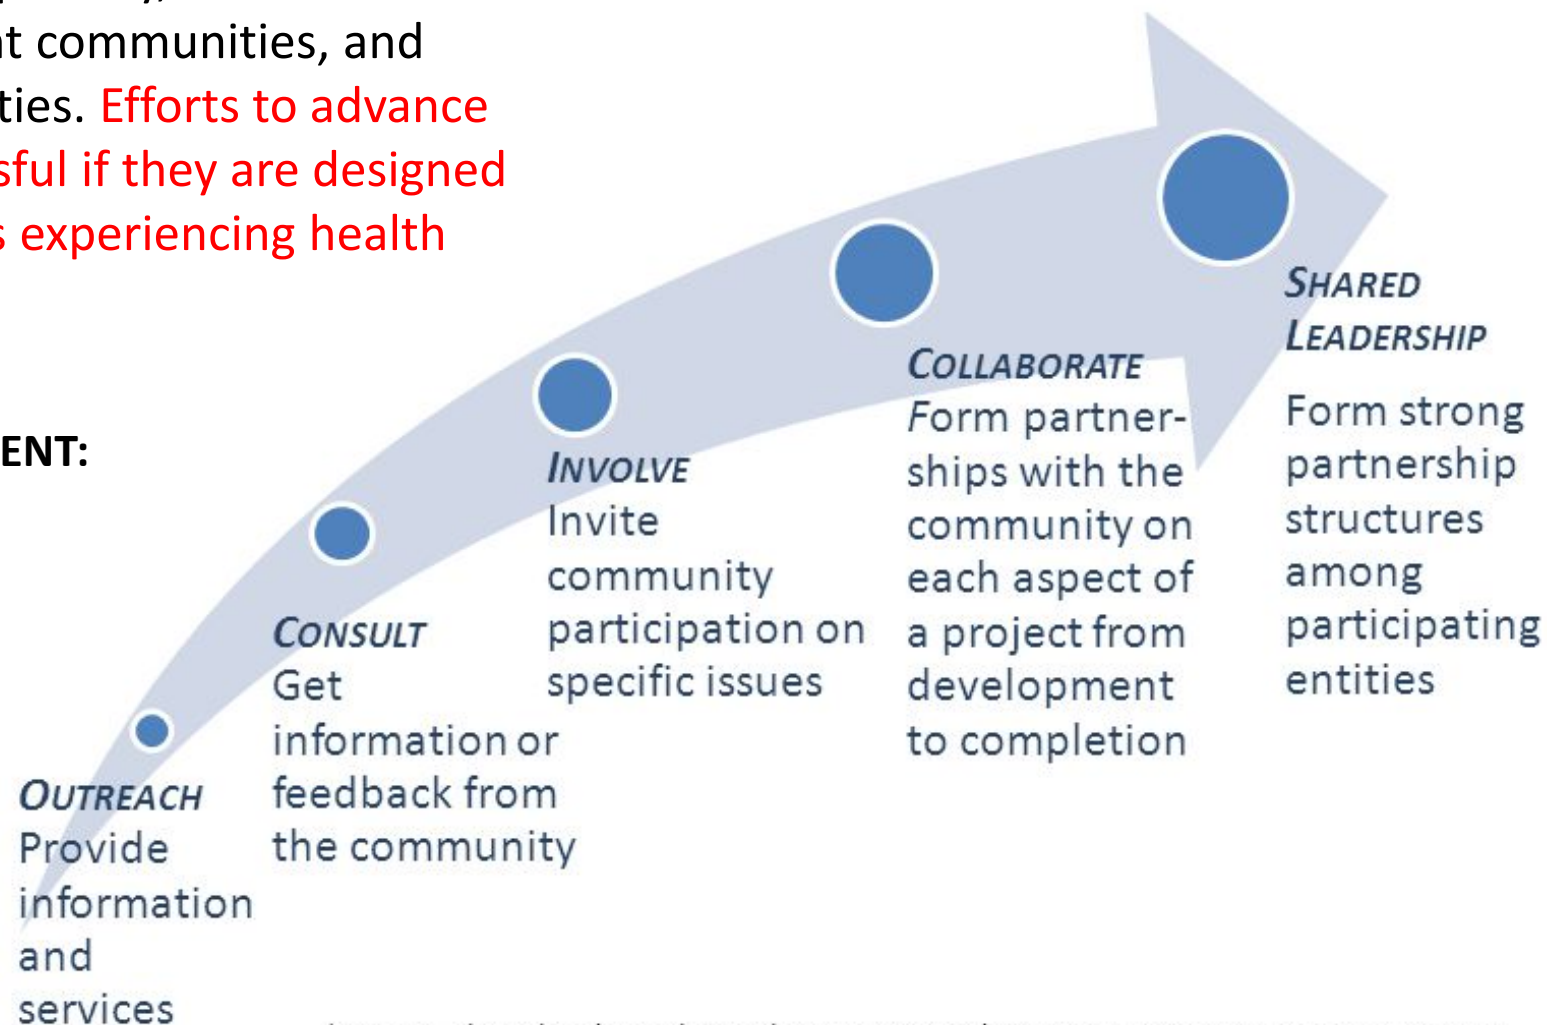 communities, and
ties. Efforts to advance
sful if they are designed
s experiencing health
ENT:
SHARED
LEADERSHIP
Form strong
partnership
structures
among
participating
entities
COLLABORATE
Form partner-
ships with the
community on
each aspect of
a project from
development
to completion
INVOLVE
Invite
community
participation on
specific issues
CONSULT
Get
information or
feedback from
the community
OUTREACH
Provide
information
and
services